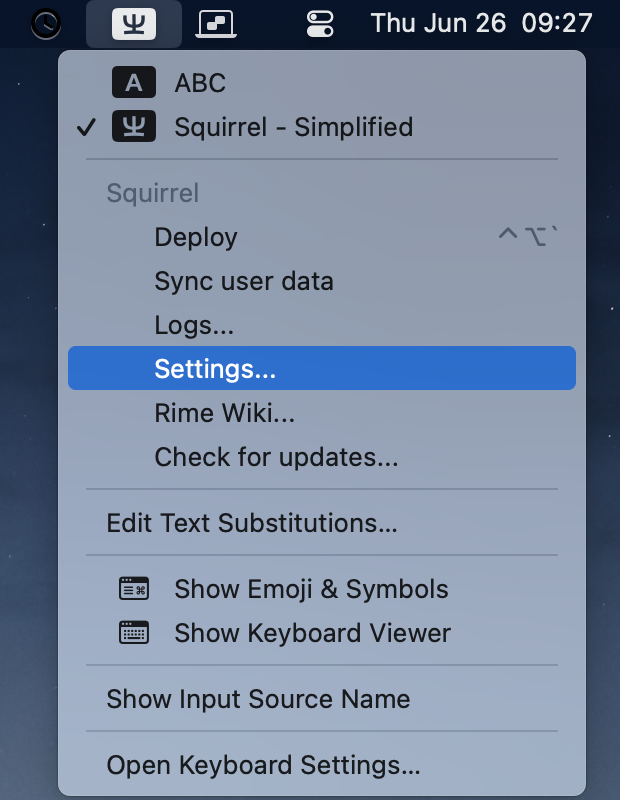 Thu Jun 26 09:27
A ABC
Squirrel - Simplified
Squirrel
Deploy ⌃⌥`
Sync user data
Logs...
Settings...
Rime Wiki...
Check for updates...
Edit Text Substitutions...
Show Emoji & Symbols
Show Keyboard Viewer
Show Input Source Name
Open Keyboard Settings...